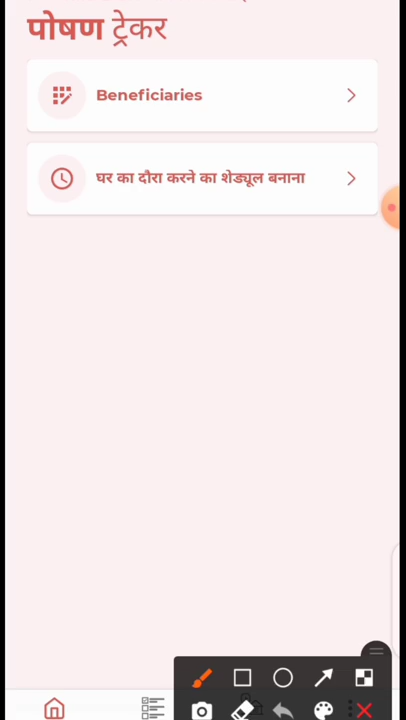 पोषण ट्रेकर
Beneficiaries
घर का दौरा करने का शेड्यूल बनाना